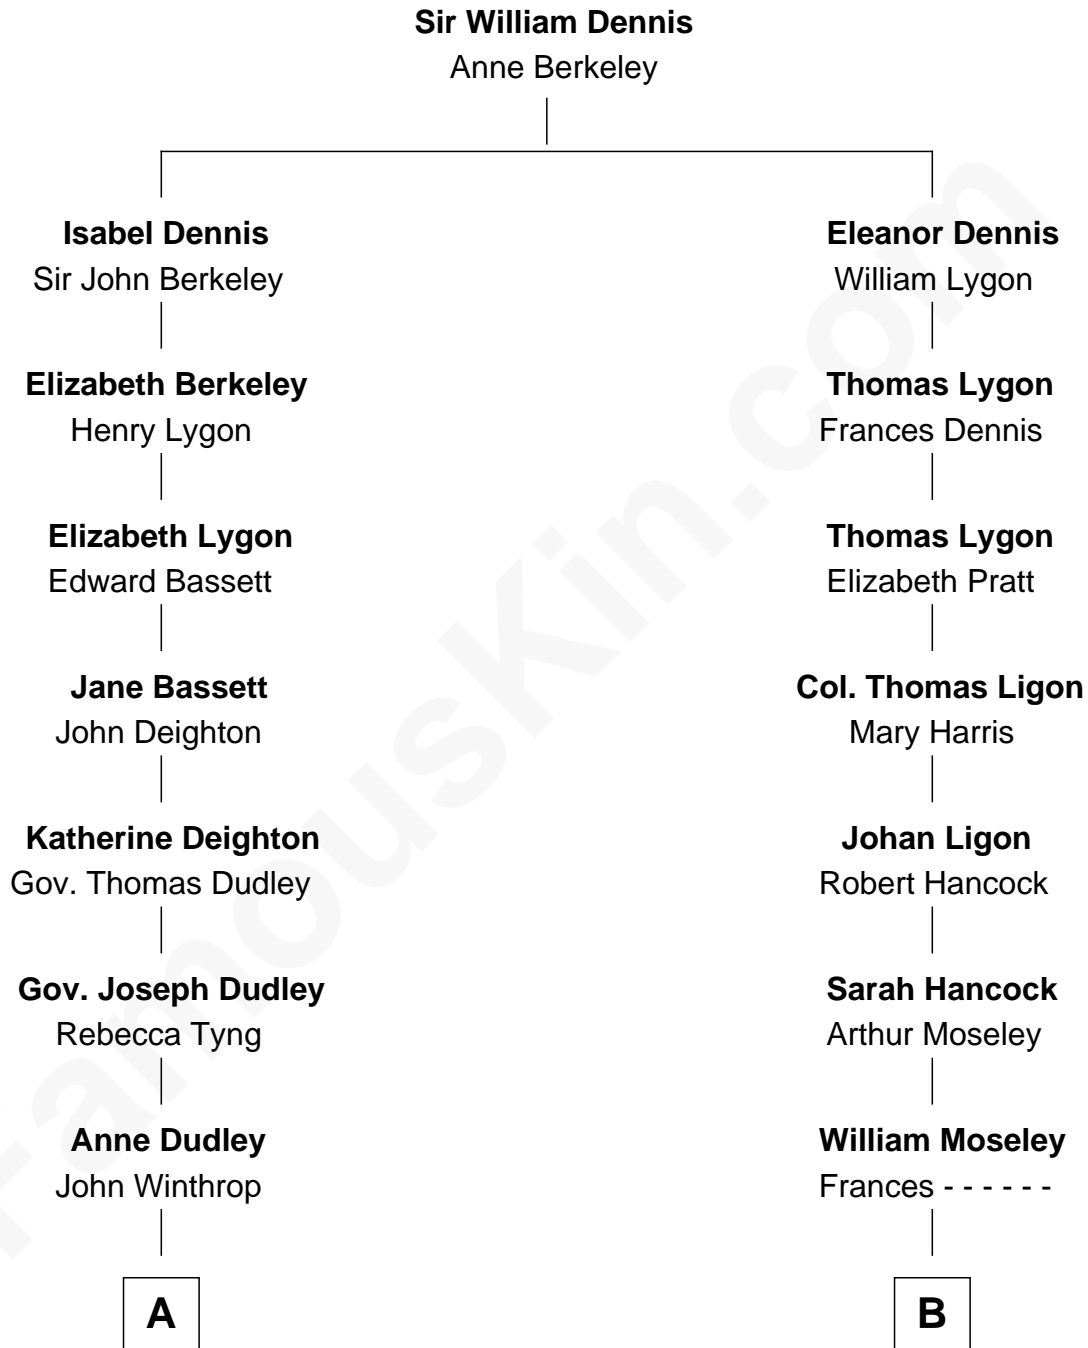 Sir William Dennis
Anne Berkeley
Isabel Dennis
Sir John Berkeley
Eleanor Dennis
William Lygon
Elizabeth Berkeley
Henry Lygon
Thomas Lygon
Frances Dennis
Elizabeth Lygon
Edward Bassett
Thomas Lygon
Elizabeth Pratt
Jane Bassett
John Deighton
Col. Thomas Ligon
Mary Harris
Katherine Deighton
Gov. Thomas Dudley
Johan Ligon
Robert Hancock
Gov. Joseph Dudley
Rebecca Tyng
Sarah Hancock
Arthur Moseley
Anne Dudley
John Winthrop
William Moseley
Frances - - - - - -
A
B
FamousKin.com